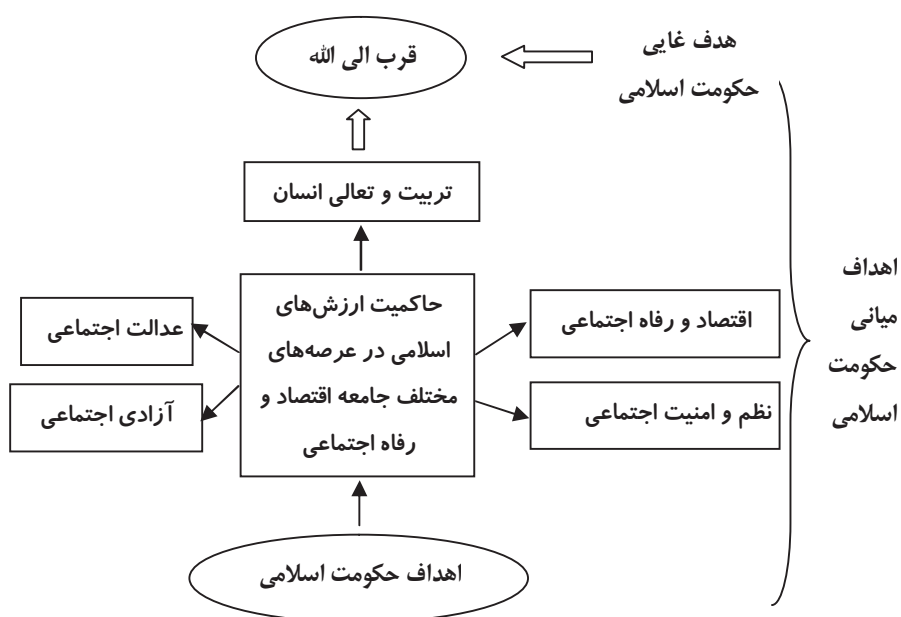 هدف غایی
حکومت اسلامی
قرب الی الله
تربیت و تعالی انسان
حاکمیت ارزش‌های
اسلامی در عرصه‌های
مختلف جامعه اقتصاد و
رفاه اجتماعی
اقتصاد و رفاه اجتماعی
نظم و امنیت اجتماعی
عدالت اجتماعی
آزادی اجتماعی
اهداف
میانی
حکومت
اسلامی
اهداف حکومت اسلامی